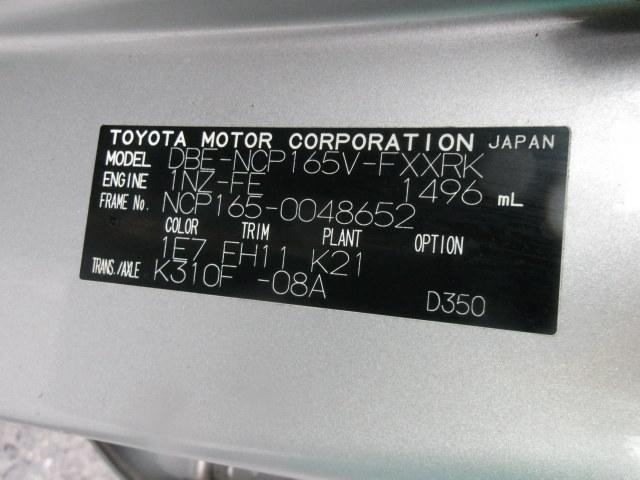 TOYOTA MOTOR CORPORATION JAPAN
MODEL DBE-NCP165V-FXXRK
ENGINE 1NZ-FE 1496 mL
FRAME No. NCP165-0048652
COLOR TRIM PLANT OPTION
1E7 FH11 K21
TRANS./AXLE K310F -08A
D350